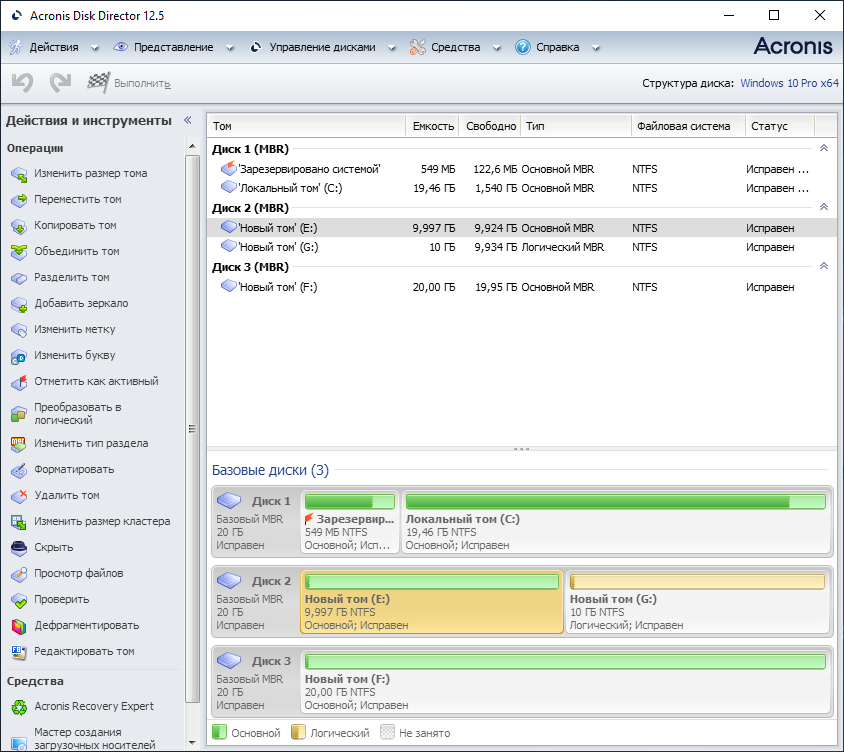 Acronis Disk Director 12.5
Действия Представление Управление дисками Средства Справка Acronis
Выполнить Структура диска: Windows 10 Pro x64
Действия и инструменты «
Операции
Изменить размер тома
Переместить том
Копировать том
Объединить том
Разделить том
Добавить зеркало
Изменить метку
Изменить букву
Отметить как активный
Преобразовать в
логический
Изменить тип раздела
Форматировать
Удалить том
Изменить размер кластера
Скрыть
Просмотр файлов
Проверить
Дефрагментировать
Редактировать том
Средства
Acronis Recovery Expert
Мастер создания
загрузочных носителей
Том Емкость Свободно Тип Файловая система Статус
Диск 1 (MBR)
'Зарезервировано системой' 549 МБ 122,6 МБ Основной MBR NTFS Исправен ...
'Локальный том' (C:) 19,46 ГБ 1,540 ГБ Основной MBR NTFS Исправен ...
Диск 2 (MBR)
'Новый том' (E:) 9,997 ГБ 9,924 ГБ Основной MBR NTFS Исправен
'Новый том' (G:) 10 ГБ 9,934 ГБ Логический MBR NTFS Исправен
Диск 3 (MBR)
'Новый том' (F:) 20,00 ГБ 19,95 ГБ Основной MBR NTFS Исправен
Базовые диски (3)
Диск 1
Базовый MBR
20 ГБ
Исправен
Зарезервир...
549 МБ NTFS
Основной; Исп...
Локальный том (C:)
19,46 ГБ NTFS
Основной; Исправен
Диск 2
Базовый MBR
20 ГБ
Исправен
Новый том (E:)
9,997 ГБ NTFS
Основной; Исправен
Новый том (G:)
10 ГБ NTFS
Логический; Исправен
Диск 3
Базовый MBR
20 ГБ
Исправен
Новый том (F:)
20,00 ГБ NTFS
Основной; Исправен
Основной Логический Не занято